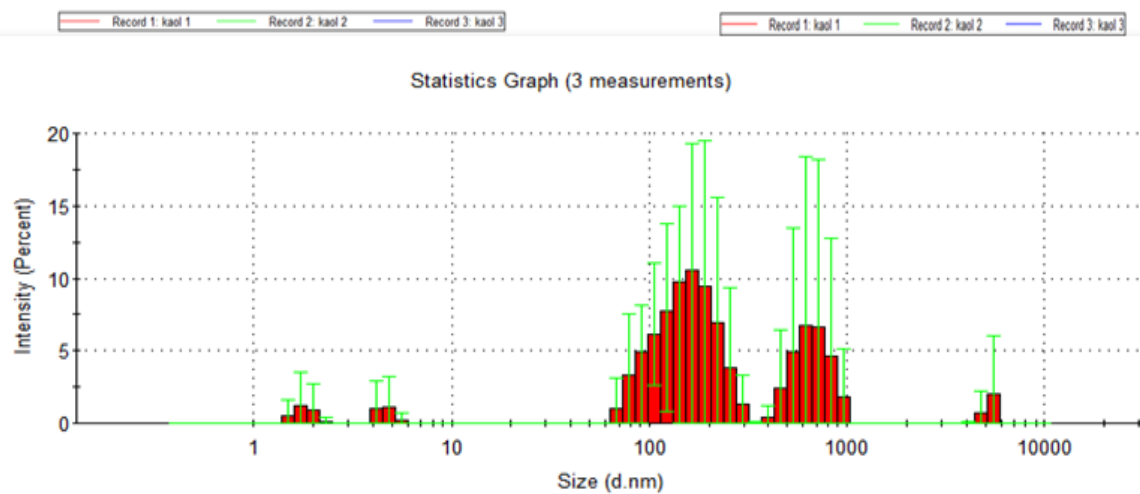 Record 1: kaol 1 Record 2: kaol 2 Record 3: kaol 3
Record 1: kaol 1 Record 2: kaol 2 Record 3: kaol 3
Statistics Graph (3 measurements)
20
15
10
5
0
Intensity (Percent)
1 10 100 1000 10000
Size (d.nm)